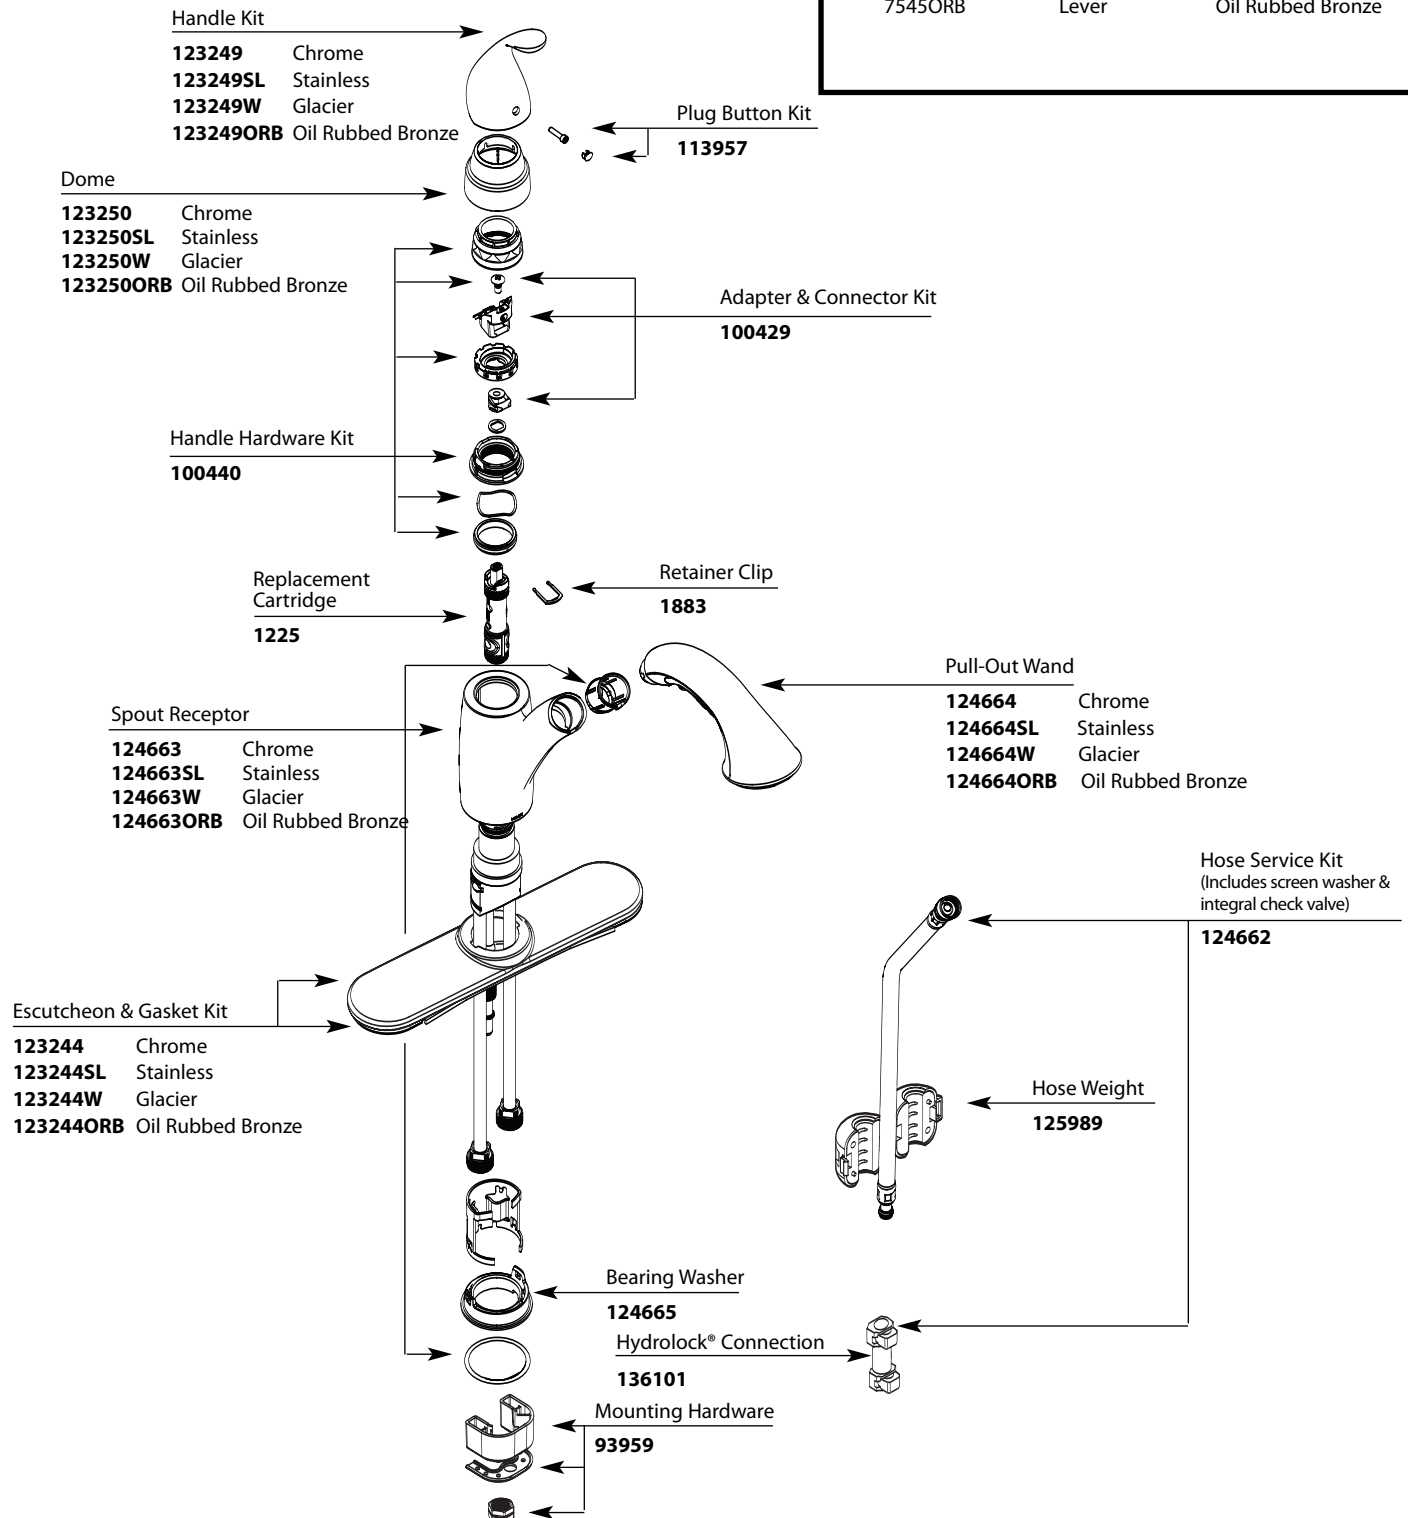 7545ORB Lever Oil Rubbed Bronze
Handle Kit
123249 Chrome
123249SL Stainless
123249W Glacier
123249ORB Oil Rubbed Bronze
Plug Button Kit
113957
Dome
123250 Chrome
123250SL Stainless
123250W Glacier
123250ORB Oil Rubbed Bronze
Adapter & Connector Kit
100429
Handle Hardware Kit
100440
Replacement
Cartridge
1225
Retainer Clip
1883
Pull-Out Wand
124664 Chrome
124664SL Stainless
124664W Glacier
124664ORB Oil Rubbed Bronze
Spout Receptor
124663 Chrome
124663SL Stainless
124663W Glacier
124663ORB Oil Rubbed Bronze
Hose Service Kit
(Includes screen washer &
integral check valve)
124662
Escutcheon & Gasket Kit
123244 Chrome
123244SL Stainless
123244W Glacier
123244ORB Oil Rubbed Bronze
Hose Weight
125989
Bearing Washer
124665
Hydrolock® Connection
136101
Mounting Hardware
93959